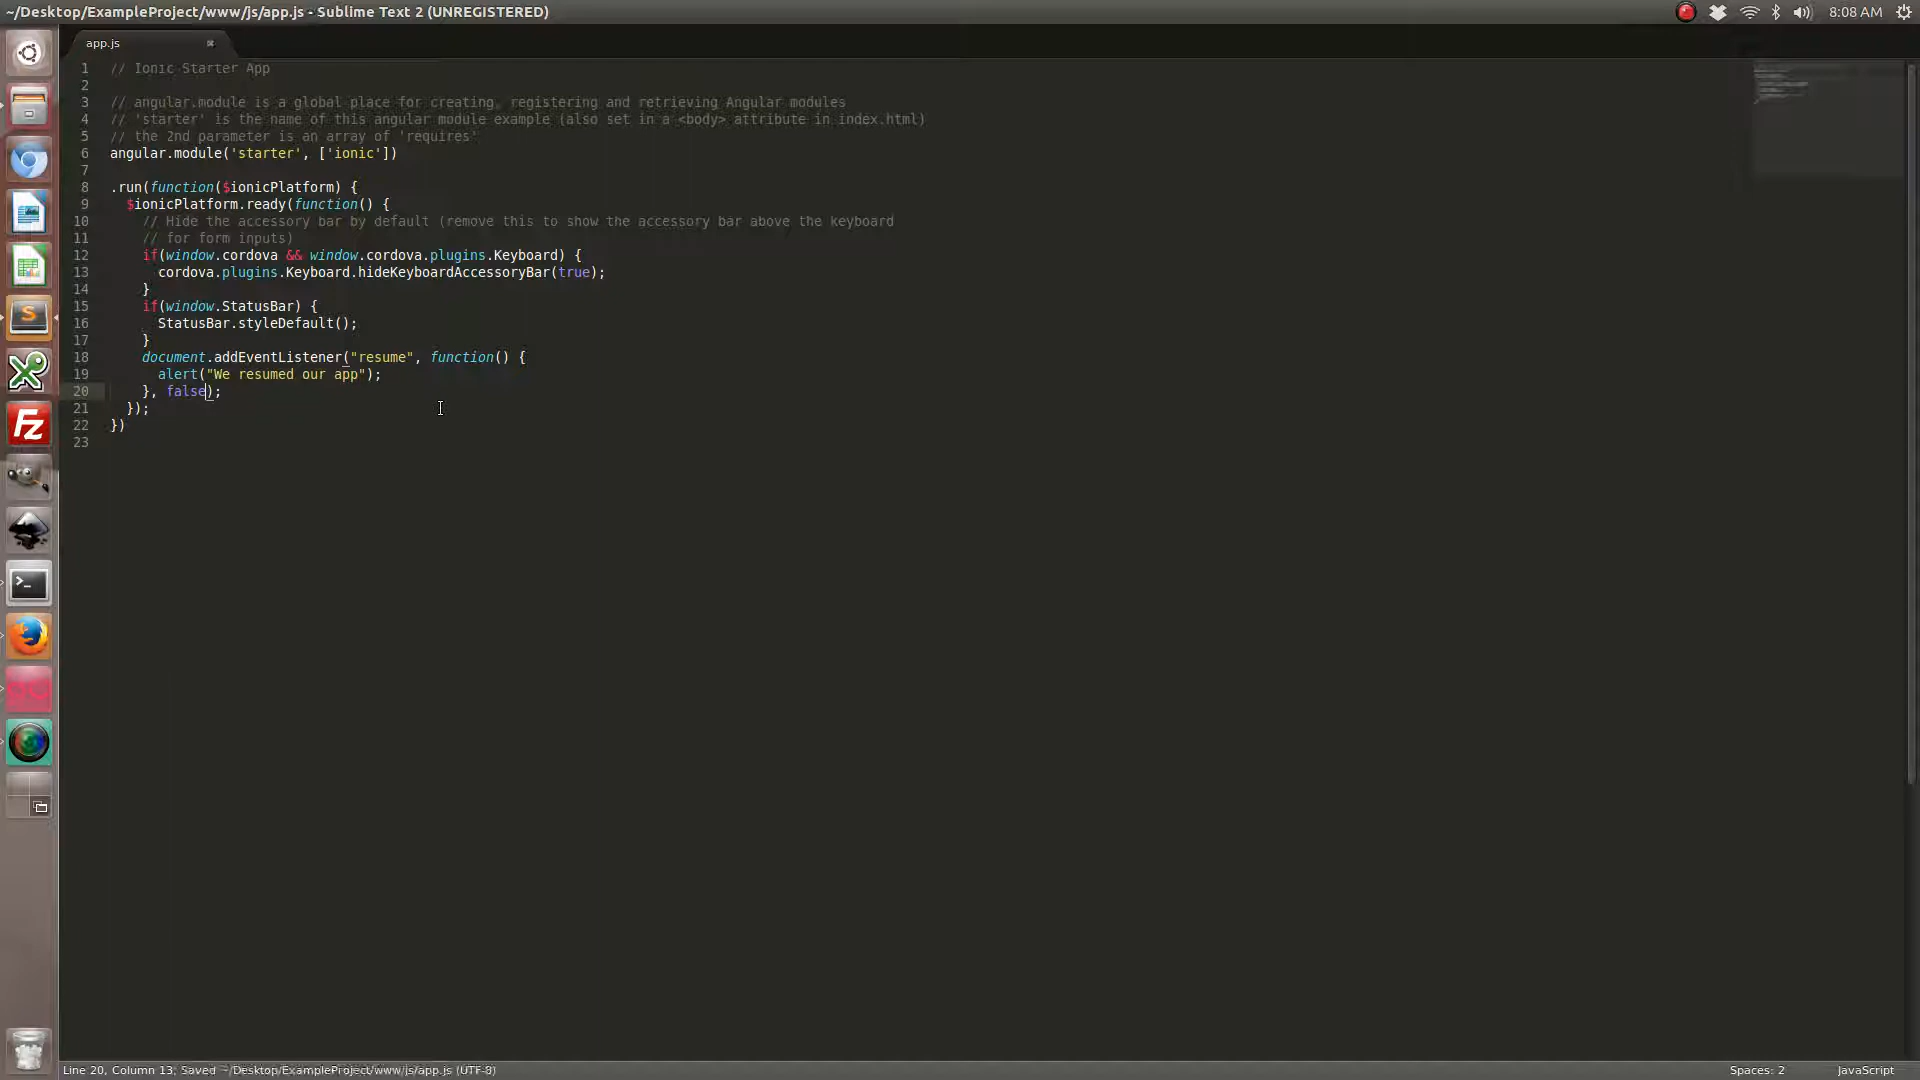 ~/Desktop/ExampleProject/www/js/app.js - Sublime Text 2 (UNREGISTERED)
8:08 AM
app.js
1 // Ionic Starter App
2
3 // angular.module is a global place for creating, registering and retrieving Angular modules
4 // 'starter' is the name of this angular module example (also set in a <body> attribute in index.html)
5 // the 2nd parameter is an array of 'requires'
6 angular.module('starter', ['ionic'])
7
8 .run(function($ionicPlatform) {
9   $ionicPlatform.ready(function() {
10     // Hide the accessory bar by default (remove this to show the accessory bar above the keyboard
11     // for form inputs)
12     if(window.cordova && window.cordova.plugins.Keyboard) {
13       cordova.plugins.Keyboard.hideKeyboardAccessoryBar(true);
14     }
15     if(window.StatusBar) {
16       StatusBar.styleDefault();
17     }
18     document.addEventListener("resume", function() {
19       alert("We resumed our app");
20     }, false);
21   });
22 })
23
Line 20, Column 13; Saved ~/Desktop/ExampleProject/www/js/app.js (UTF-8)
Spaces: 2
JavaScript